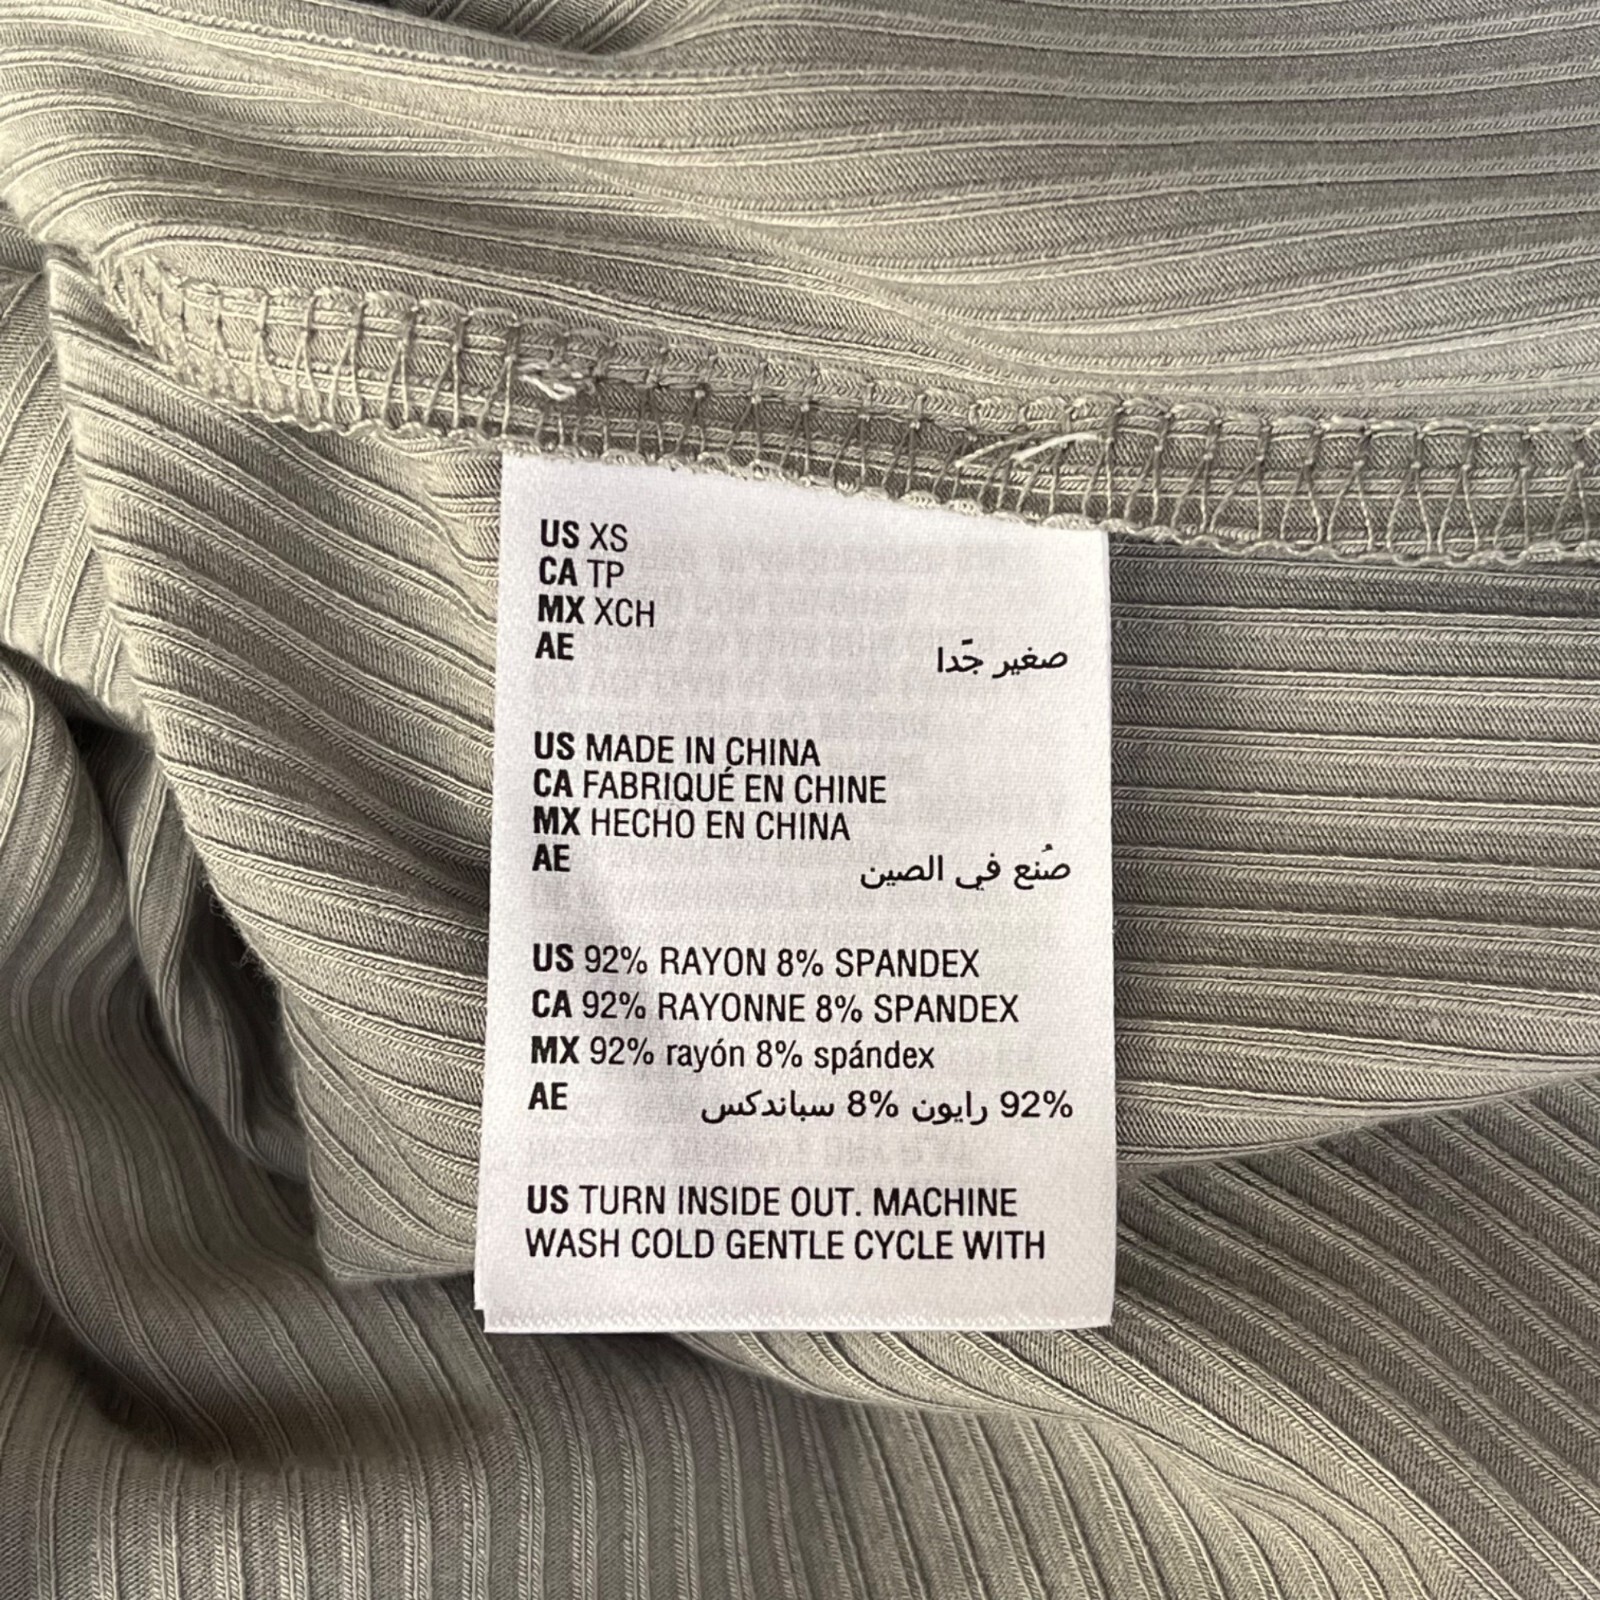 US XS
CA TP
MX XCH
AE صغير جَدا
US MADE IN CHINA
CA FABRIQUÉ EN CHINE
MX HECHO EN CHINA
AE صُنع في الصين
US 92% RAYON 8% SPANDEX
CA 92% RAYONNE 8% SPANDEX
MX 92% rayón 8% spándex
AE 92% رايون 8% سباندكس
US TURN INSIDE OUT. MACHINE
WASH COLD GENTLE CYCLE WITH